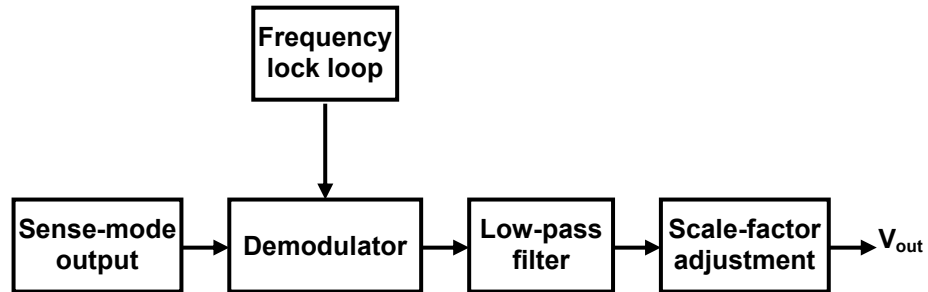 Frequency
lock loop
Sense-mode
output
Demodulator
Low-pass
filter
Scale-factor
adjustment
Vout